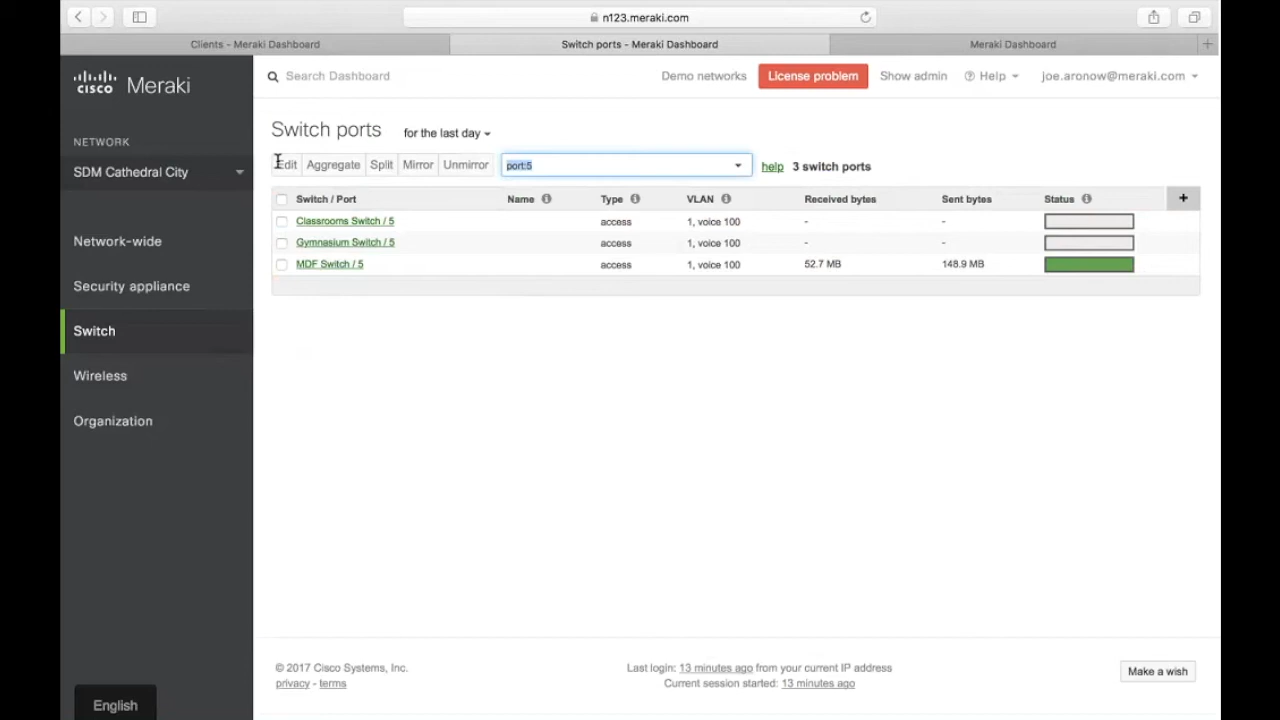 n123.meraki.com
Clients - Meraki Dashboard
Switch ports - Meraki Dashboard
Meraki Dashboard
cisco Meraki
Search Dashboard
Demo networks
License problem
Show admin
Help
joe.aronow@meraki.com
NETWORK
SDM Cathedral City
Network-wide
Security appliance
Switch
Wireless
Organization
English
Switch ports for the last day
Edit Aggregate Split Mirror Unmirror port:5 help 3 switch ports
Switch / Port Name Type VLAN Received bytes Sent bytes Status +
Classrooms Switch / 5 access 1, voice 100 - -
Gymnasium Switch / 5 access 1, voice 100 - -
MDF Switch / 5 access 1, voice 100 52.7 MB 148.9 MB
© 2017 Cisco Systems, Inc.
privacy - terms
Last login: 13 minutes ago from your current IP address
Current session started: 13 minutes ago
Make a wish